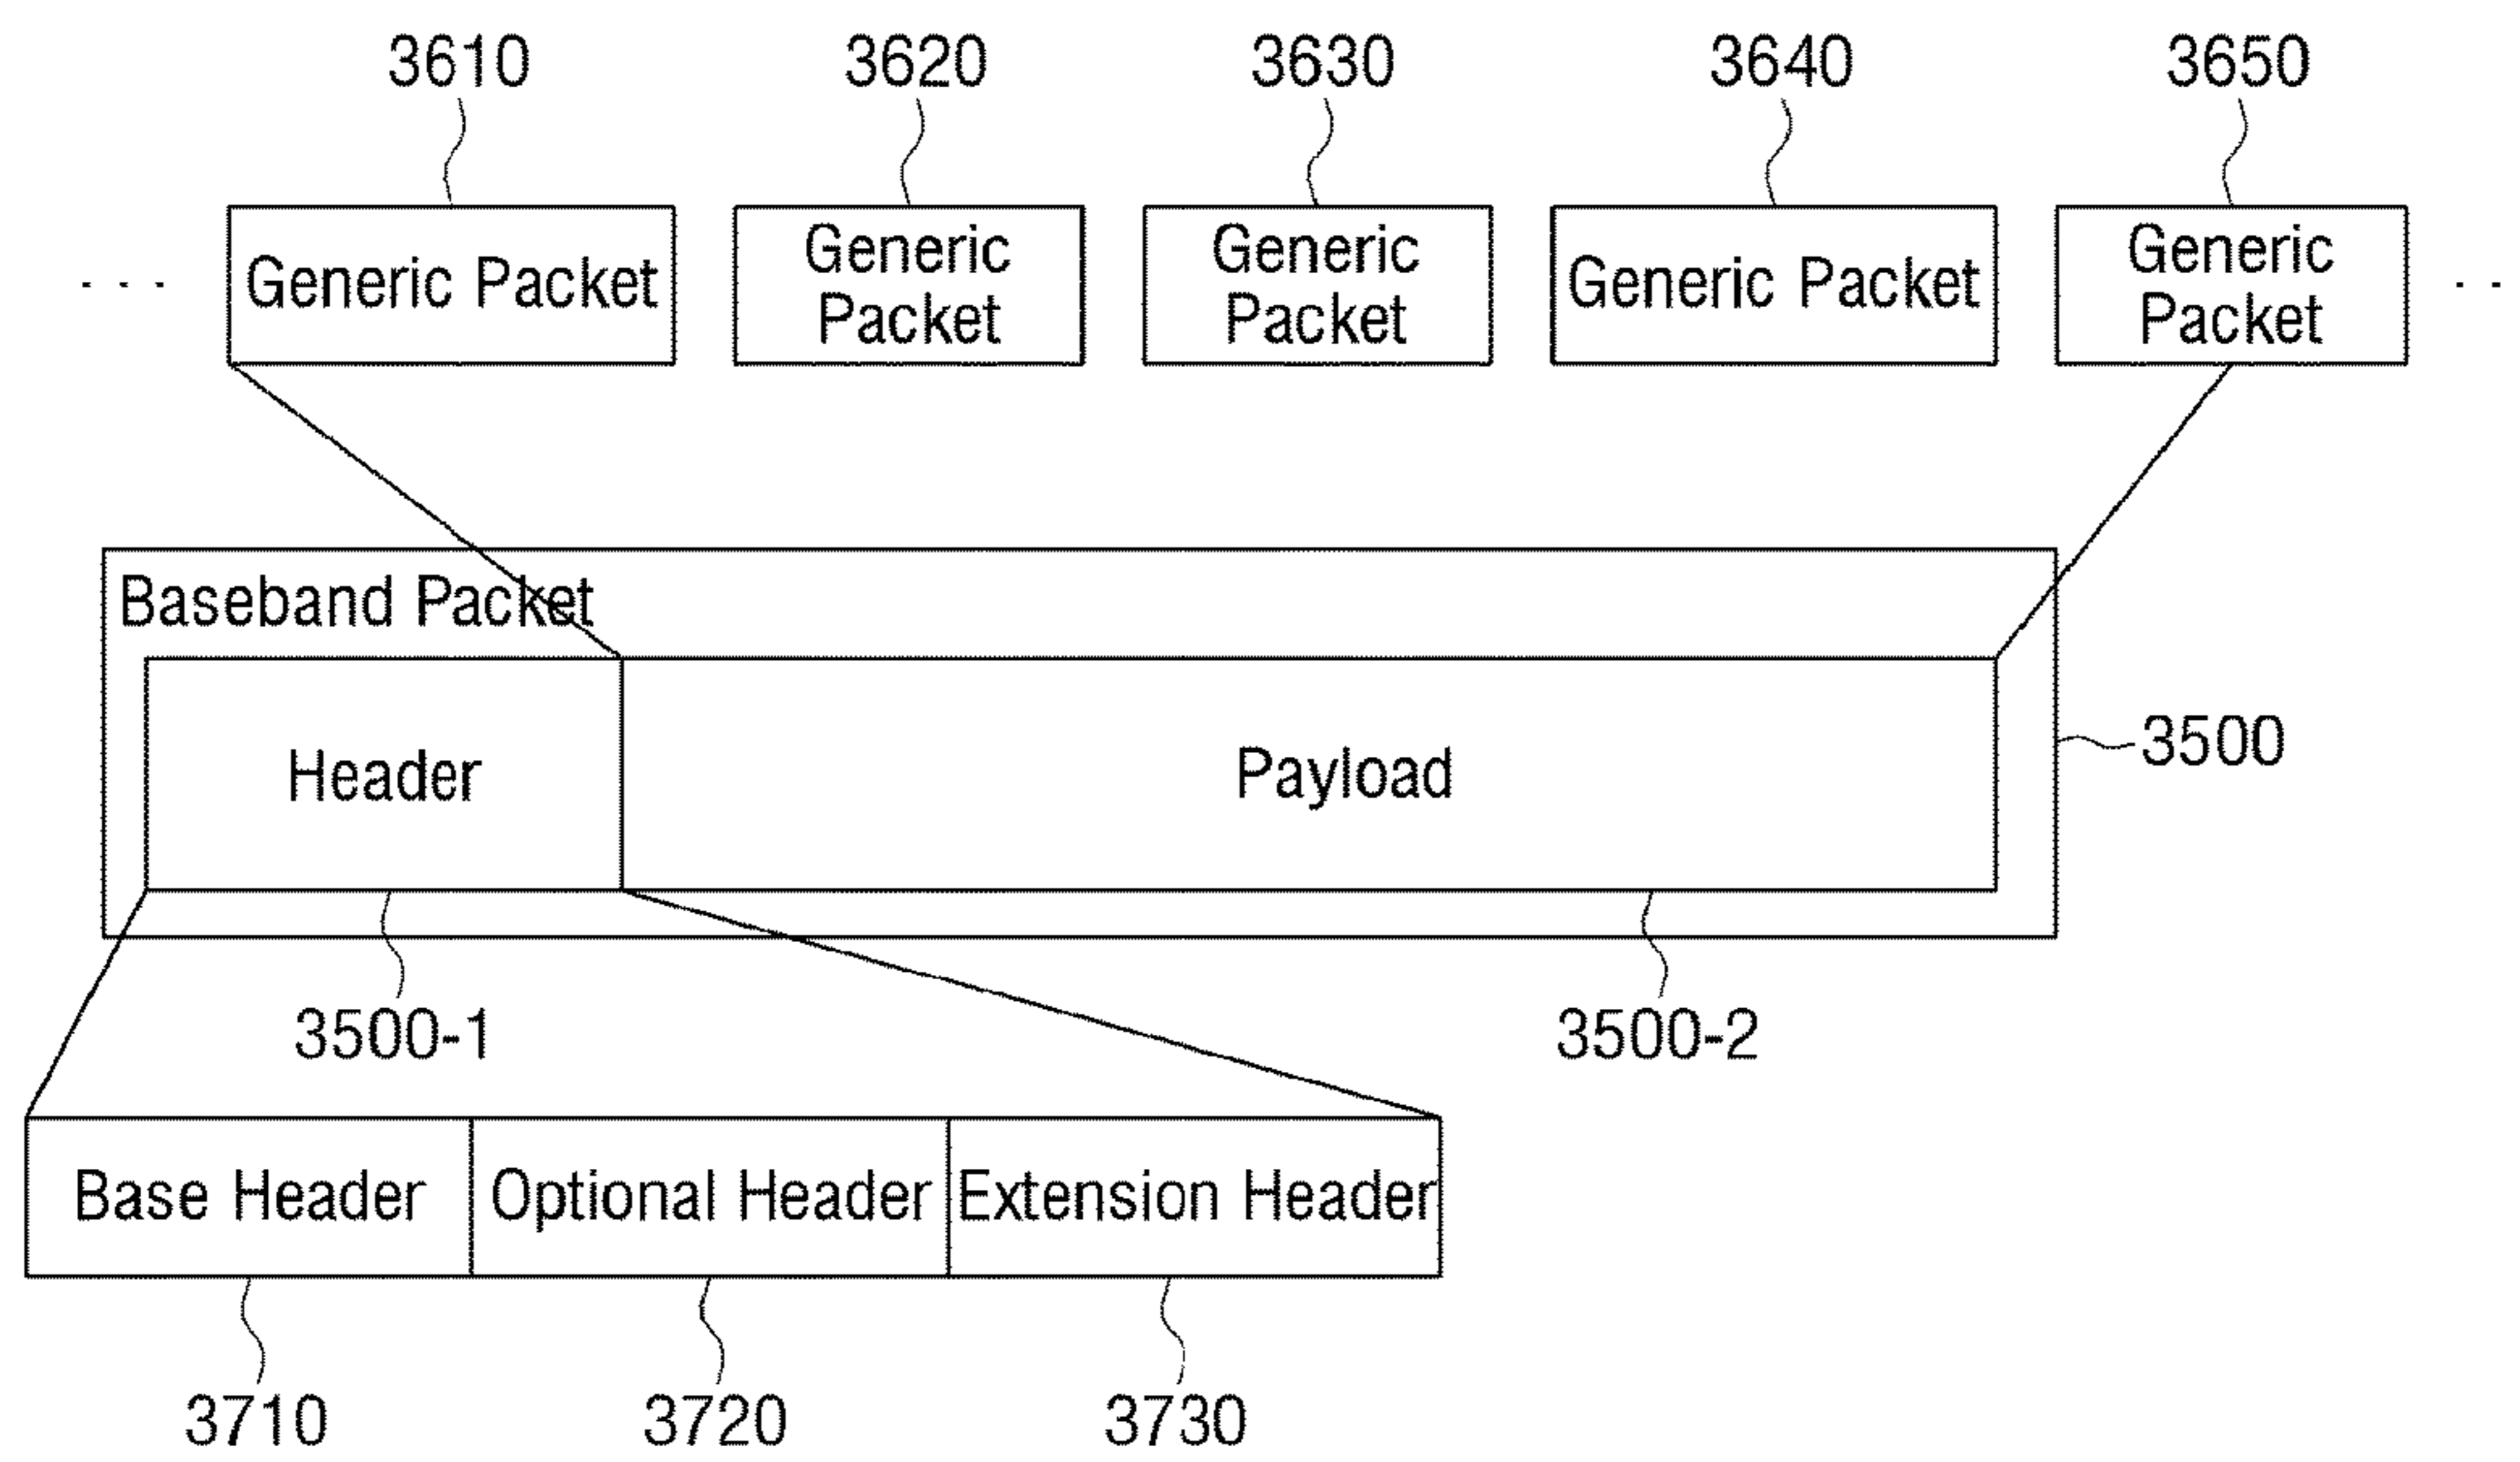 3610 3620 3630 3640 3650
Generic Packet
Generic
Packet
Generic
Packet
Generic Packet
Generic
Packet
Baseband Packet
Header
Payload
3500
3500-1
3500-2
Base Header
Optional Header
Extension Header
3710 3720 3730